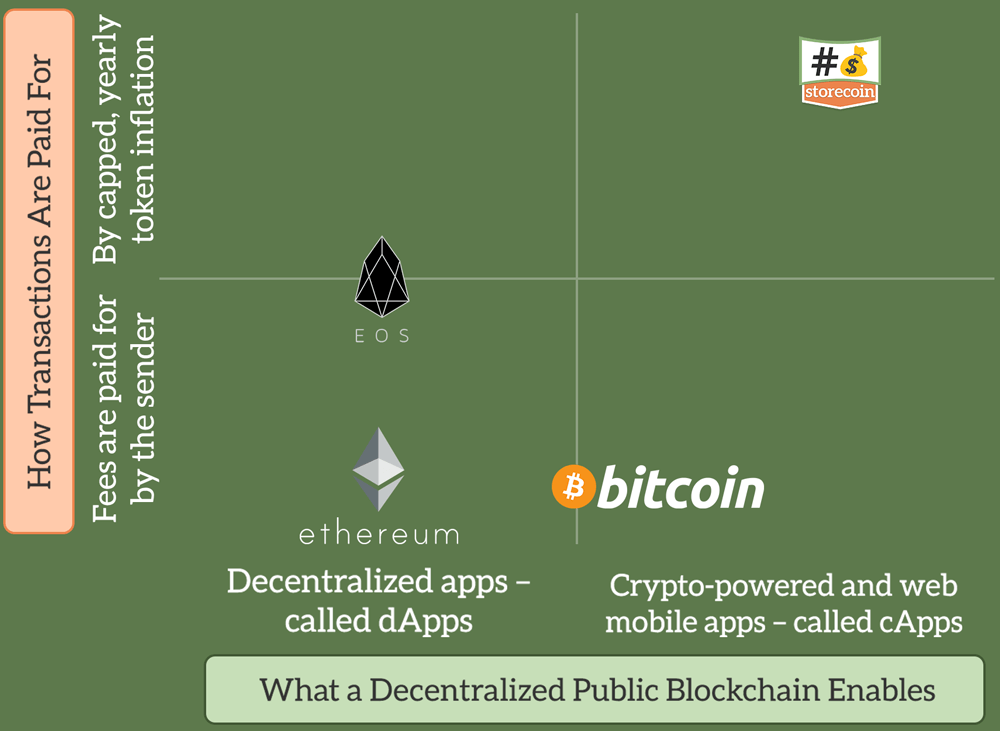 How Transactions Are Paid For
By capped, yearly
token inflation
Fees are paid for
by the sender
#$
storecoin
E O S
ethereum
bitcoin
Decentralized apps –
called dApps
Crypto-powered and web
mobile apps – called cApps
What a Decentralized Public Blockchain Enables